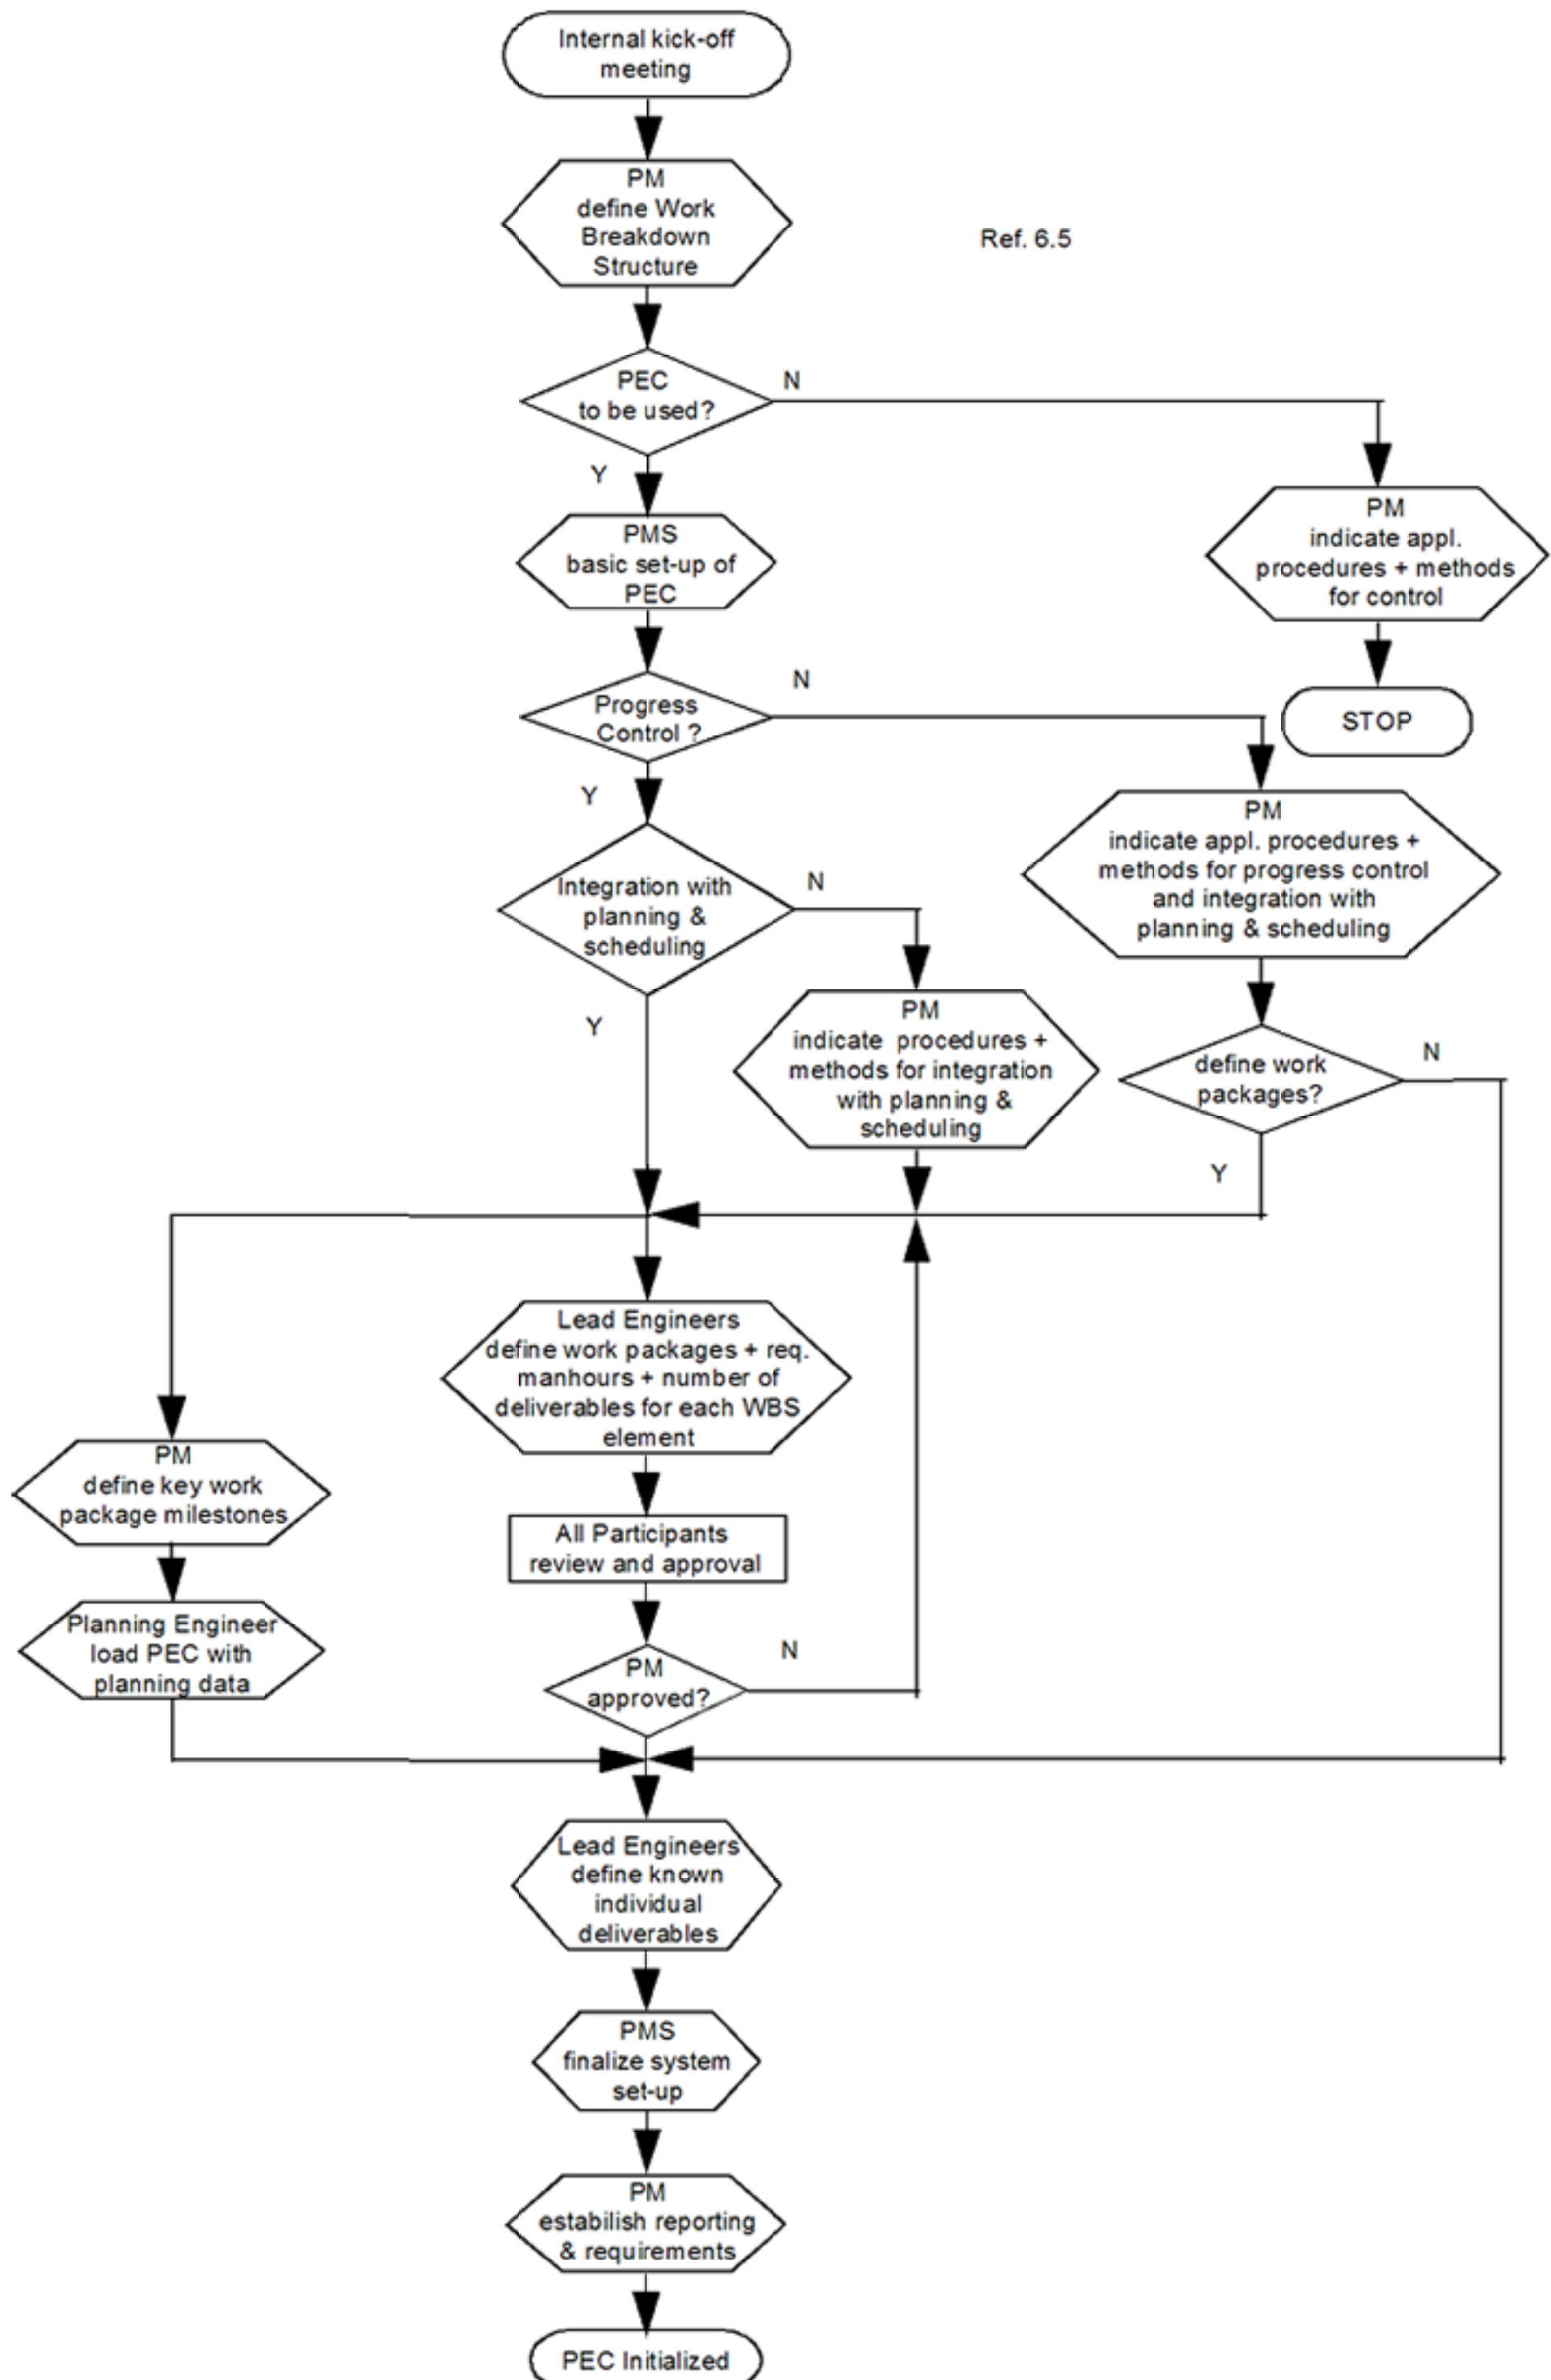 Internal kick-off
meeting
PM
define Work
Breakdown
Structure
Ref. 6.5
PEC
to be used?
N
Y
PM
indicate appl.
procedures + methods
for control
PMS
basic set-up of
PEC
STOP
Progress
Control ?
N
Y
PM
indicate appl. procedures +
methods for progress control
and integration with
planning & scheduling
Integration with
planning &
scheduling
N
Y
PM
indicate procedures +
methods for integration
with planning &
scheduling
define work
packages?
N
Y
Lead Engineers
define work packages + req.
manhours + number of
deliverables for each WBS
element
PM
define key work
package milestones
All Participants
review and approval
Planning Engineer
load PEC with
planning data
PM
approved?
N
Lead Engineers
define known
individual
deliverables
PMS
finalize system
set-up
PM
estabilish reporting
& requirements
PEC Initialized